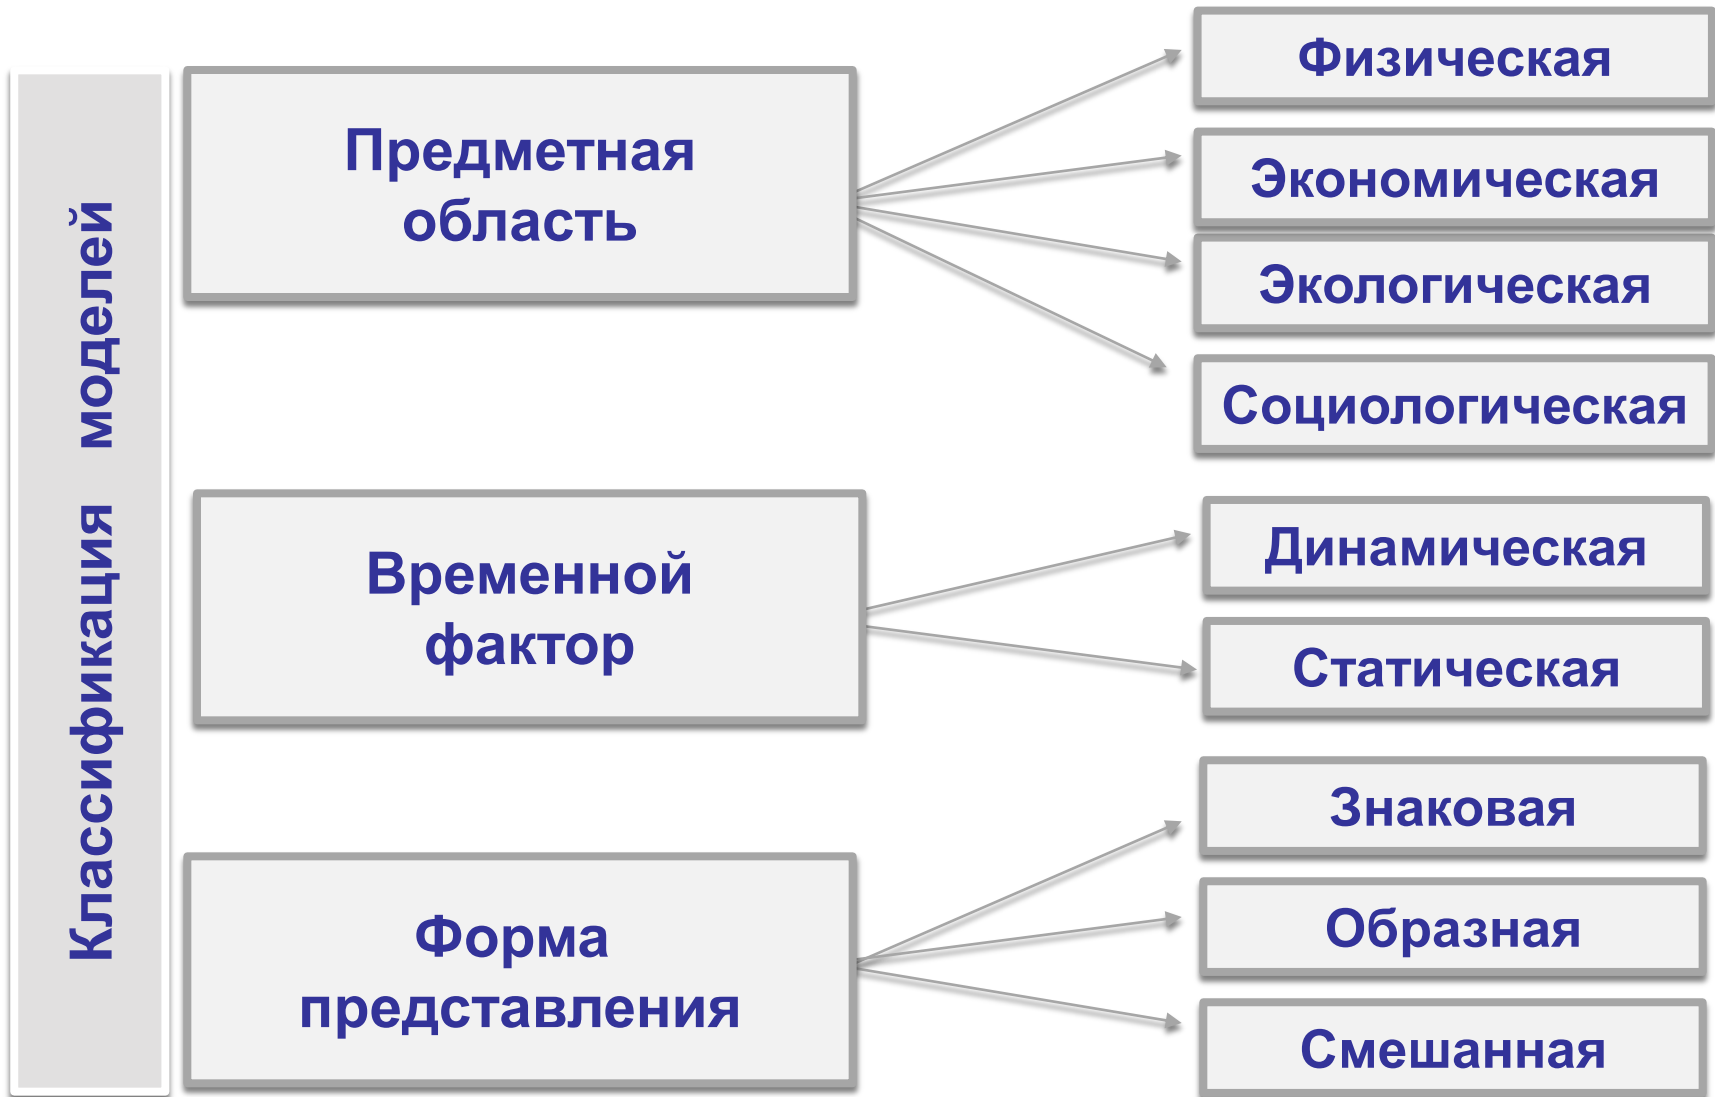 Классификация моделей
Предметная
область
Физическая
Экономическая
Экологическая
Социологическая
Временной
фактор
Динамическая
Статическая
Форма
представления
Знаковая
Образная
Смешанная